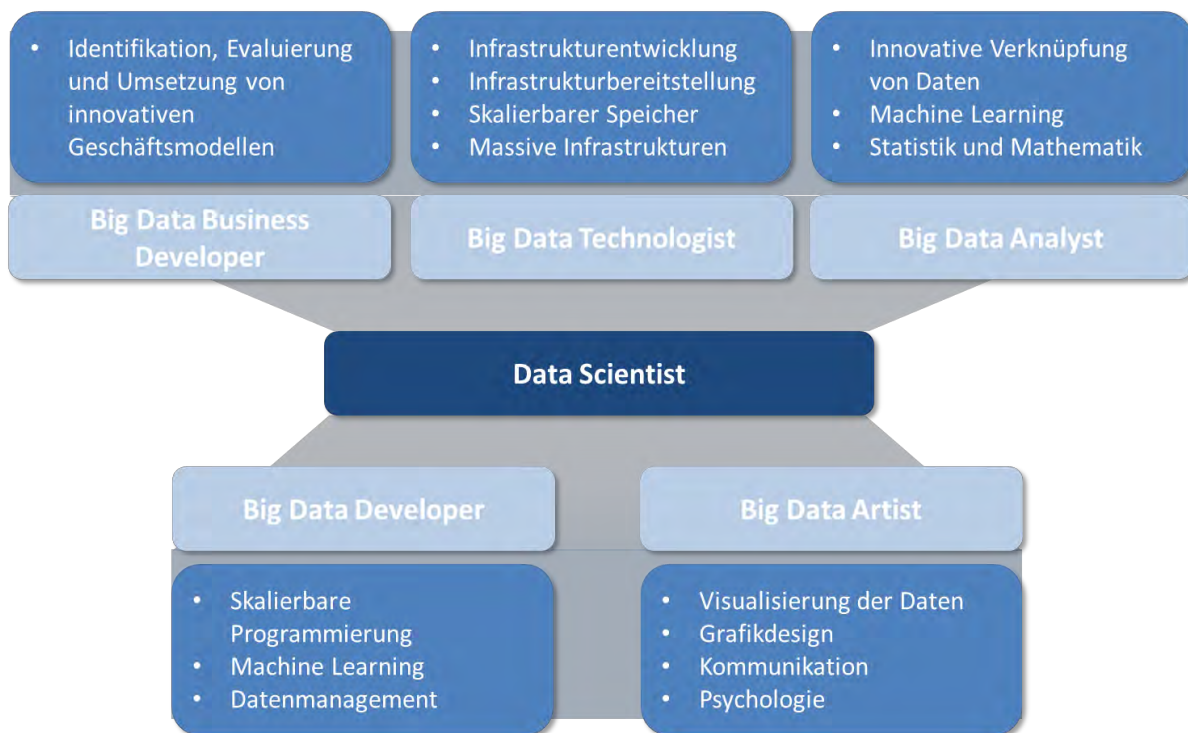 • Identifikation, Evaluierung
und Umsetzung von
innovativen
Geschäftsmodellen
• Infrastrukturentwicklung
• Infrastrukturbereitstellung
• Skalierbarer Speicher
• Massive Infrastrukturen
• Innovative Verknüpfung
von Daten
• Machine Learning
• Statistik und Mathematik
Big Data Business
Developer
Big Data Technologist
Big Data Analyst
Data Scientist
Big Data Developer
Big Data Artist
• Skalierbare
Programmierung
• Machine Learning
• Datenmanagement
• Visualisierung der Daten
• Grafikdesign
• Kommunikation
• Psychologie